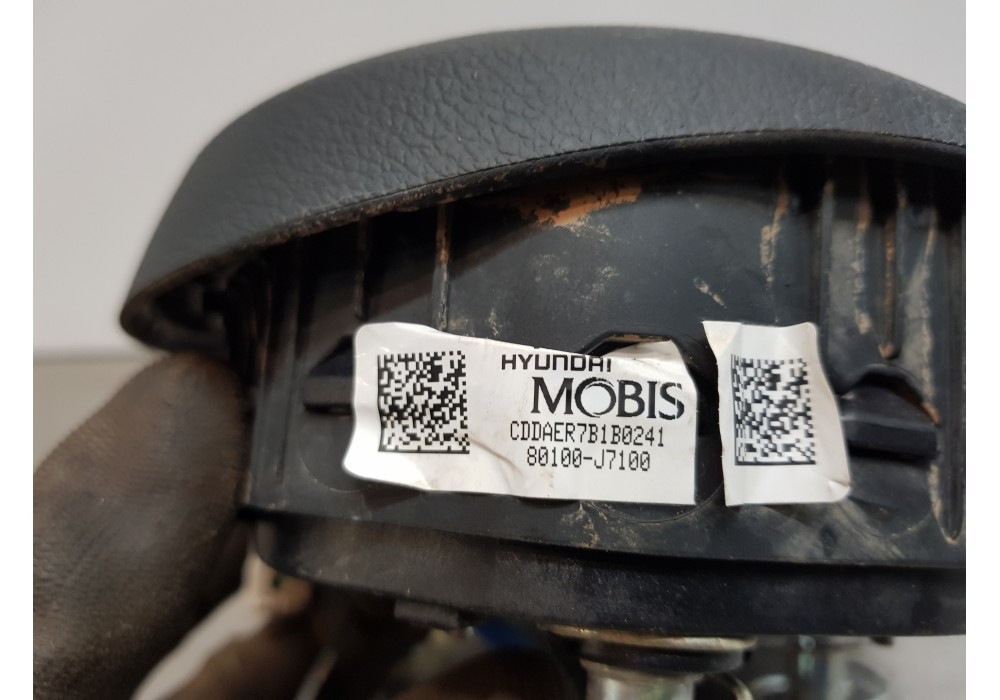 HYUNDAI
MOBIS
CDDAER7B1B0241
80100-J7100